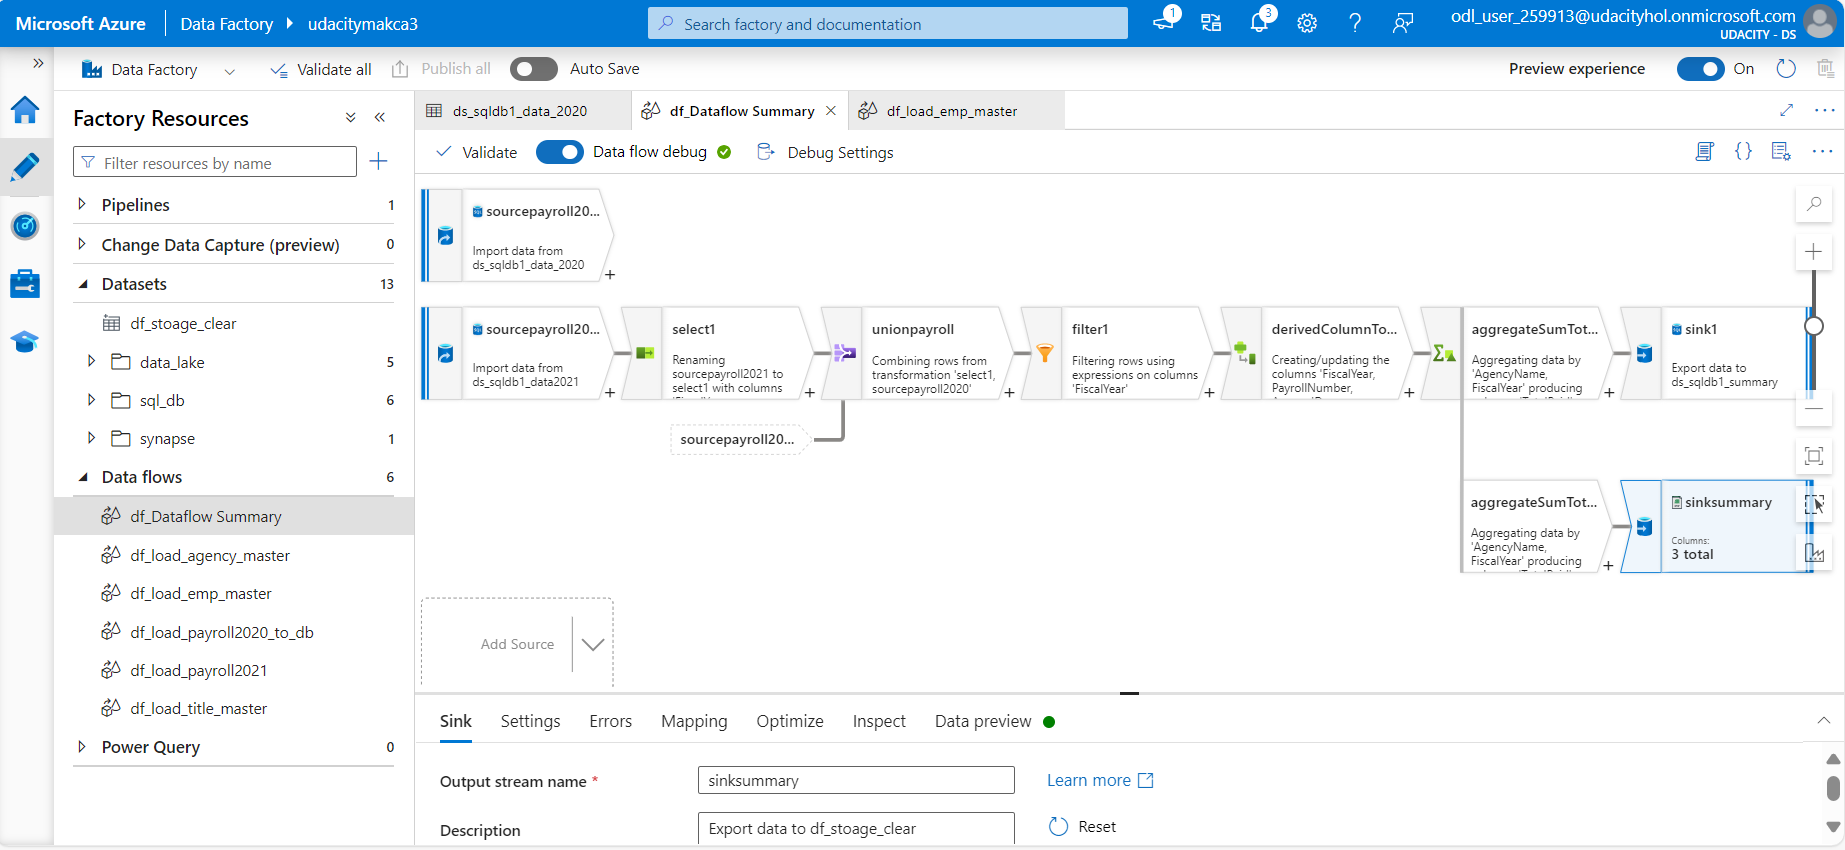 Microsoft Azure
Data Factory
udacitymakca3
Search factory and documentation
1
3
odl_user_259913@udacityhol.onmicrosoft.com
UDACITY - DS
Data Factory
Validate all
Publish all
Auto Save
Preview experience
On
Factory Resources
Filter resources by name
Pipelines
1
Change Data Capture (preview)
0
Datasets
13
df_stoage_clear
data_lake
5
sql_db
6
synapse
1
Data flows
6
df_Dataflow Summary
df_load_agency_master
df_load_emp_master
df_load_payroll2020_to_db
df_load_payroll2021
df_load_title_master
Power Query
0
ds_sqldb1_data_2020
df_Dataflow Summary
df_load_emp_master
Validate
Data flow debug
Debug Settings
sourcepayroll20...
Import data from
ds_sqldb1_data_2020
sourcepayroll20...
Import data from
ds_sqldb1_data2021
select1
Renaming
sourcepayroll2021 to
select1 with columns
unionpayroll
Combining rows from
transformation 'select1,
sourcepayroll2020'
sourcepayroll20...
filter1
Filtering rows using
expressions on columns
'FiscalYear'
derivedColumnTo...
Creating/updating the
columns 'FiscalYear,
PayrollNumber,
aggregateSumTot...
Aggregating data by
'AgencyName,
FiscalYear' producing
sink1
Export data to
ds_sqldb1_summary
aggregateSumTot...
Aggregating data by
'AgencyName,
FiscalYear' producing
sinksummary
Columns:
3 total
Add Source
Sink
Settings
Errors
Mapping
Optimize
Inspect
Data preview
Output stream name *
sinksummary
Learn more
Description
Export data to df_stoage_clear
Reset